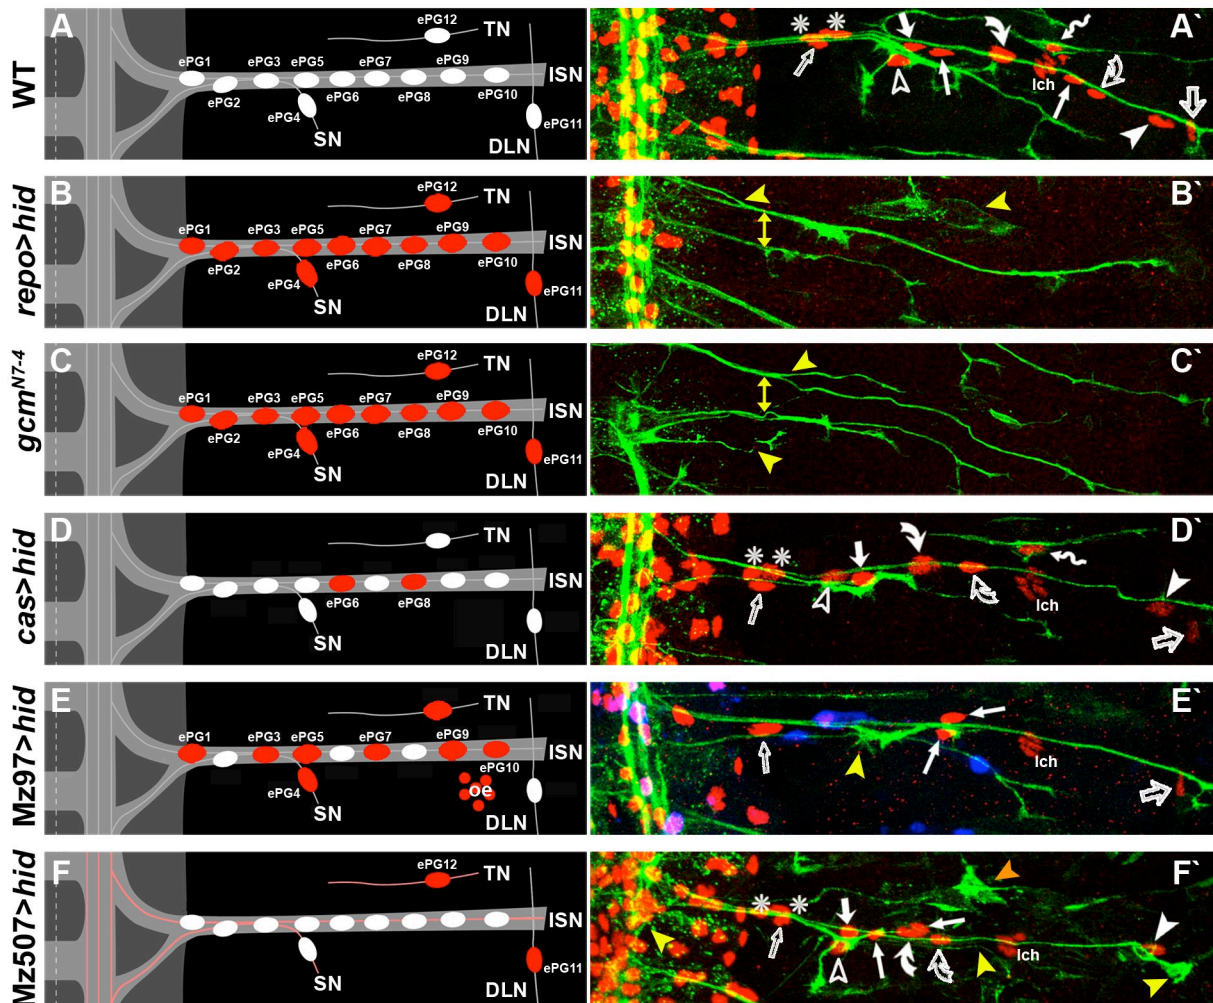 WT
A
ePG12
TN
ePG1
ePG3
ePG5
ePG7
ePG9
ISN
ePG2
ePG4
ePG6
ePG8
ePG10
ePG11
SN
DLN
A`
* *
lch
repo>hid
B
ePG12
TN
ePG1
ePG3
ePG5
ePG7
ePG9
ISN
ePG2
ePG4
ePG6
ePG8
ePG10
ePG11
SN
DLN
B`
gcmN7-4
C
ePG12
TN
ePG1
ePG3
ePG5
ePG7
ePG9
ISN
ePG2
ePG4
ePG6
ePG8
ePG10
ePG11
SN
DLN
C`
cas>hid
D
TN
ISN
ePG6
ePG8
SN
DLN
D`
* *
lch
Mz97>hid
E
ePG12
TN
ePG1
ePG3
ePG5
ePG7
ePG9
ISN
ePG4
ePG10
oe
SN
DLN
E`
lch
Mz507>hid
F
ePG12
TN
ISN
ePG11
SN
DLN
F`
* *
lch